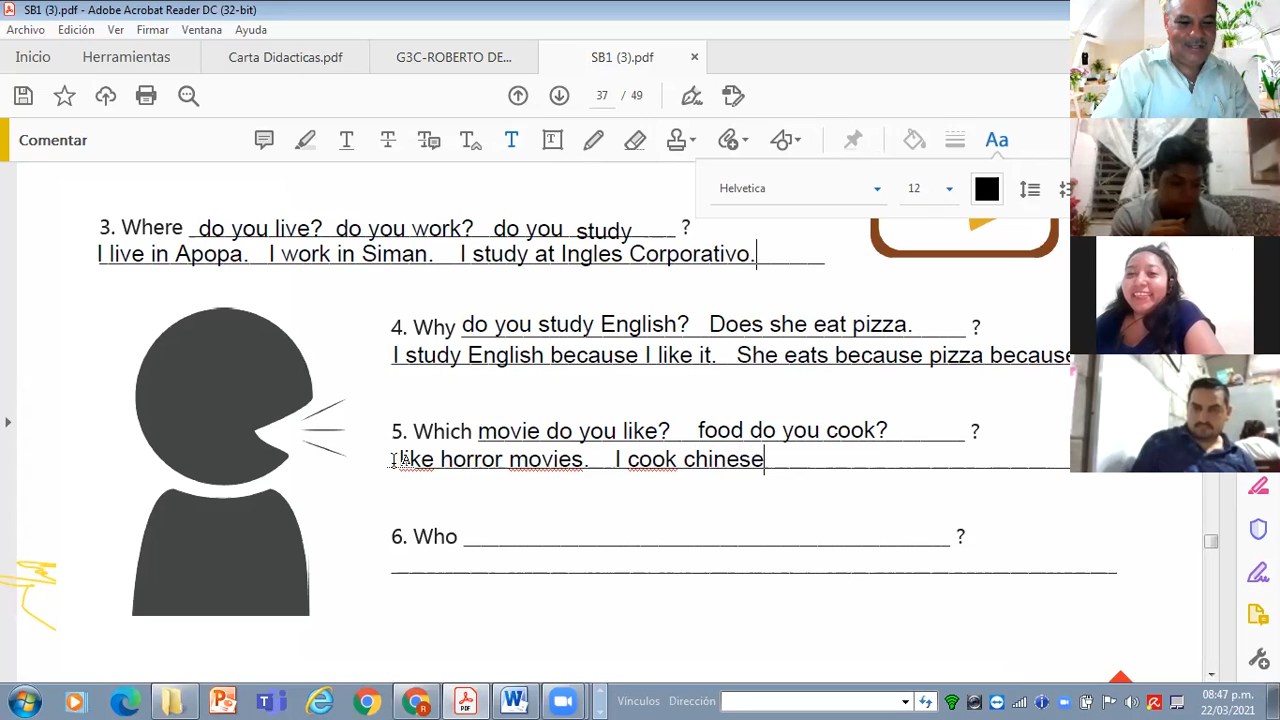 SB1 (3).pdf - Adobe Acrobat Reader DC (32-bit)
Archivo Edición Ver Firmar Ventana Ayuda
Inicio Herramientas Carta Didacticas.pdf G3C-ROBERTO DE... SB1 (3).pdf ×
37 / 49
Comentar
Aa
Helvetica 12
3. Where do you live? do you work? do you study ?
I live in Apopa. I work in Siman. I study at Ingles Corporativo.
4. Why do you study English? Does she eat pizza. ?
I study English because I like it. She eats because pizza because
5. Which movie do you like? food do you cook? ?
I like horror movies. I cook chinese
6. Who ?
Vínculos Dirección
08:47 p.m.
22/03/2021